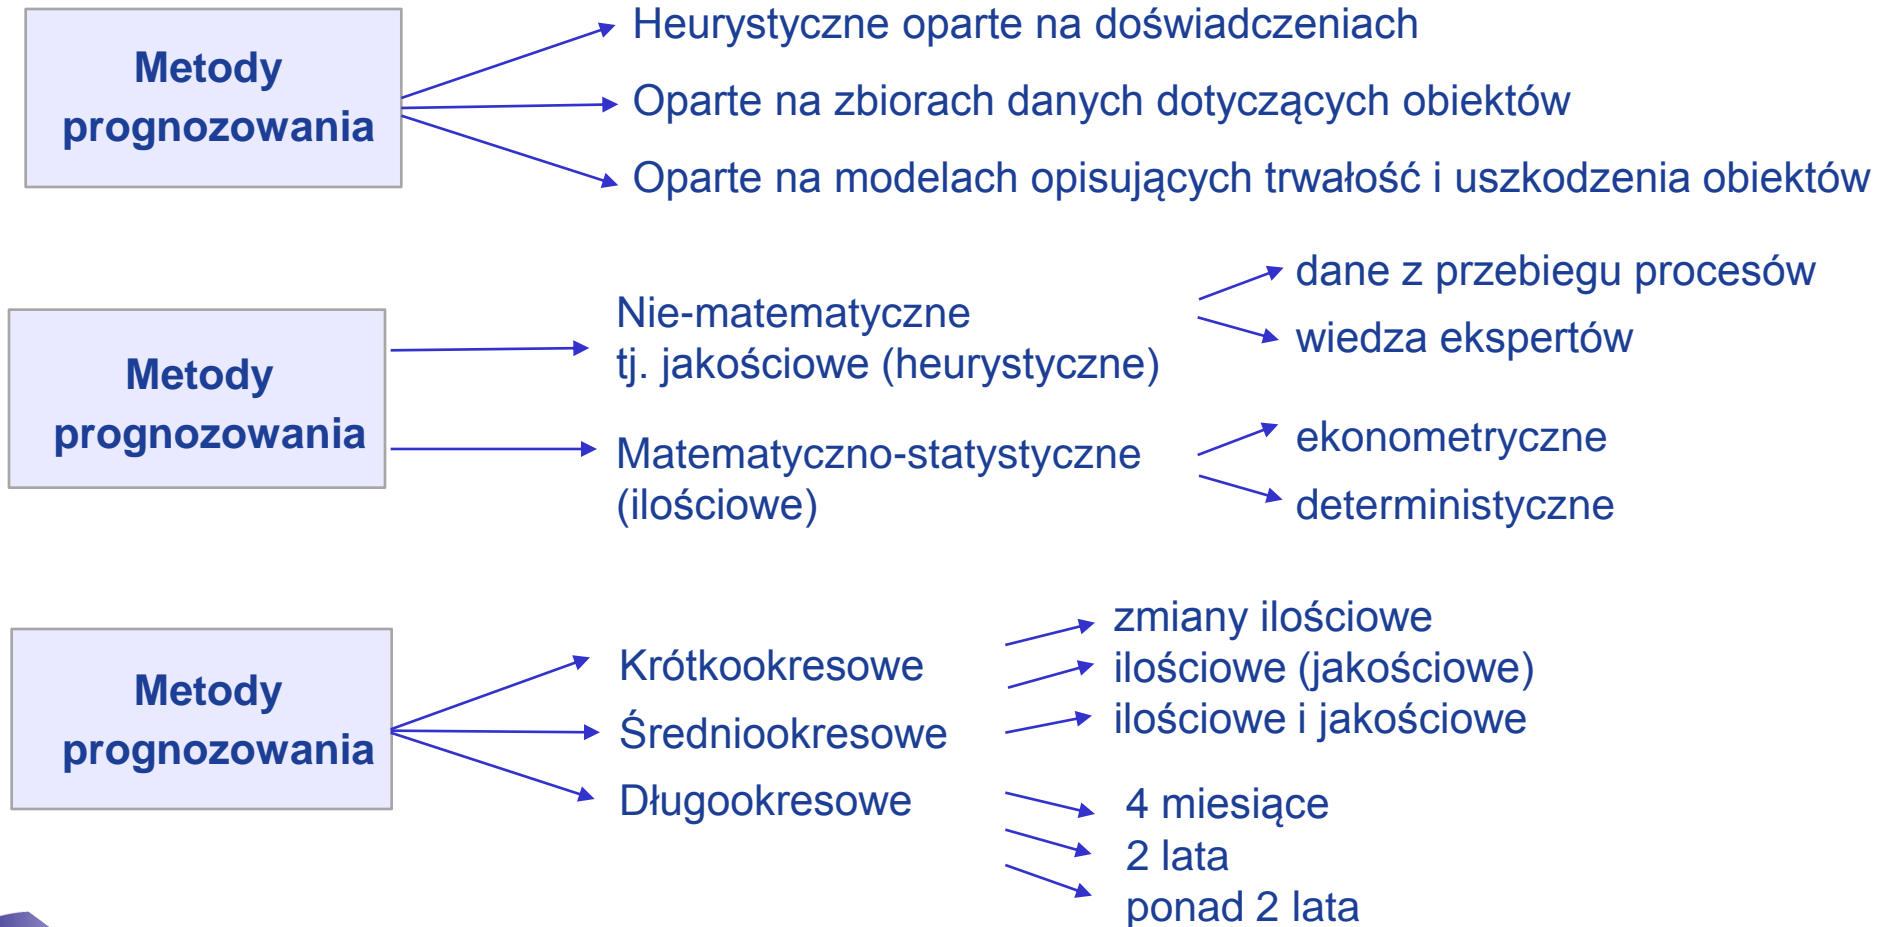 Metody
prognozowania
Heurystyczne oparte na doświadczeniach
Oparte na zbiorach danych dotyczących obiektów
Oparte na modelach opisujących trwałość i uszkodzenia obiektów
Metody
prognozowania
Nie-matematyczne
tj. jakościowe (heurystyczne)
dane z przebiegu procesów
wiedza ekspertów
Matematyczno-statystyczne
(ilościowe)
ekonometryczne
deterministyczne
Metody
prognozowania
Krótkookresowe
Średniookresowe
Długookresowe
zmiany ilościowe
ilościowe (jakościowe)
ilościowe i jakościowe
4 miesiące
2 lata
ponad 2 lata